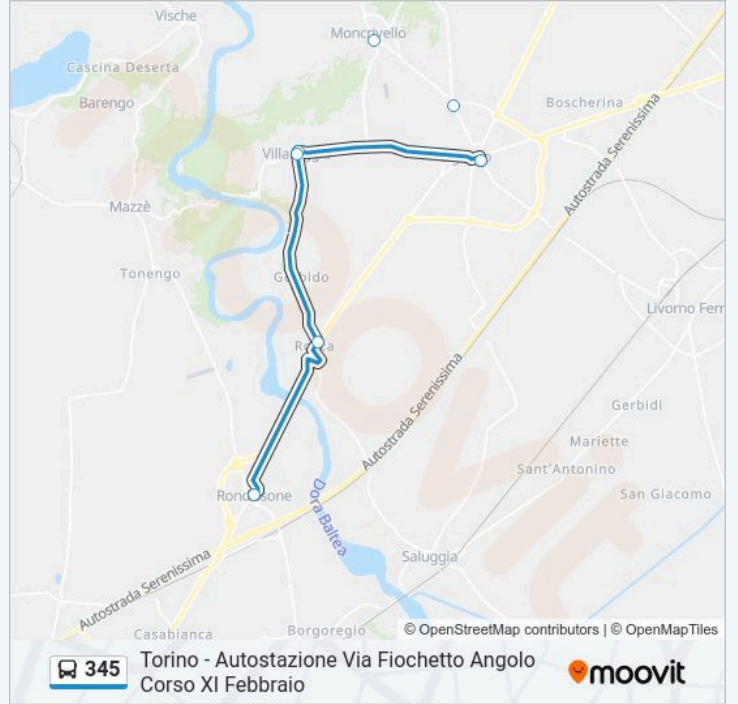 Vische
Moncrivello
Cascina Deserta
Barengo
Boscherina
Autostrada Serenissima
Mazzè
Tonengo
Livorno Ferr
Autostrada Serenissima
Gerbidi
Mariette
Sant'Antonino
San Giacomo
Dora Baltea
Saluggia
Autostrada Serenissima
Casabianca
Borgoregio
© OpenStreetMap contributors | © OpenMapTiles
345
Torino - Autostazione Via Fiochetto Angolo
Corso XI Febbraio
moovit